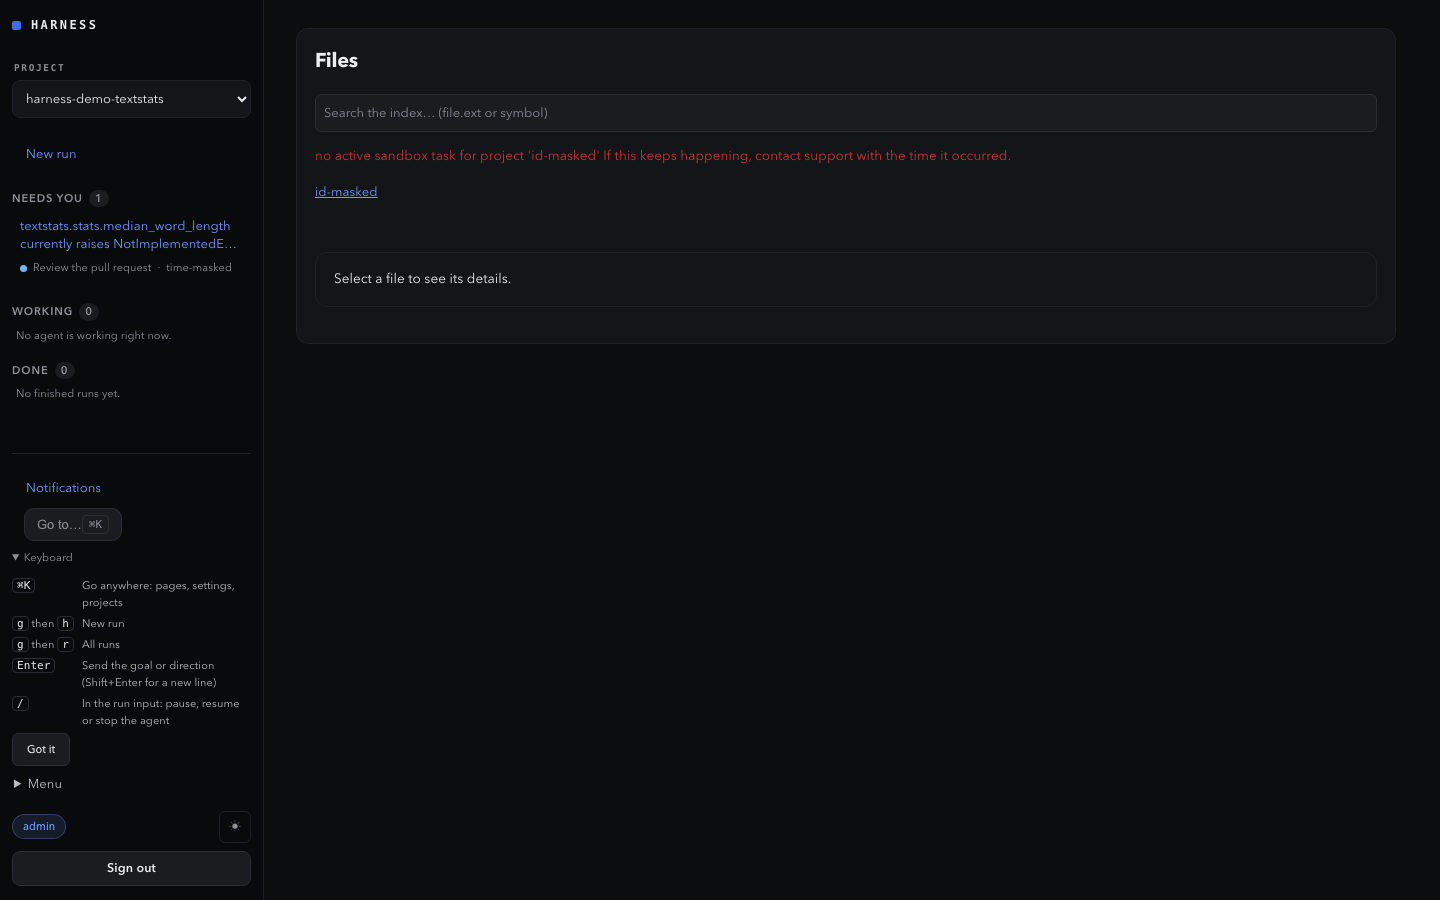 HARNESS
PROJECT
harness-demo-textstats
New run
NEEDS YOU 1
textstats.stats.median_word_length
currently raises NotImplementedE…
Review the pull request · time-masked
WORKING 0
No agent is working right now.
DONE 0
No finished runs yet.
Notifications
Go to… ⌘K
Keyboard
⌘K Go anywhere: pages, settings,
projects
g then h New run
g then r All runs
Enter Send the goal or direction
(Shift+Enter for a new line)
/ In the run input: pause, resume
or stop the agent
Got it
Menu
admin
Sign out
Files
Search the index… (file.ext or symbol)
no active sandbox task for project 'id-masked' If this keeps happening, contact support with the time it occurred.
id-masked
Select a file to see its details.